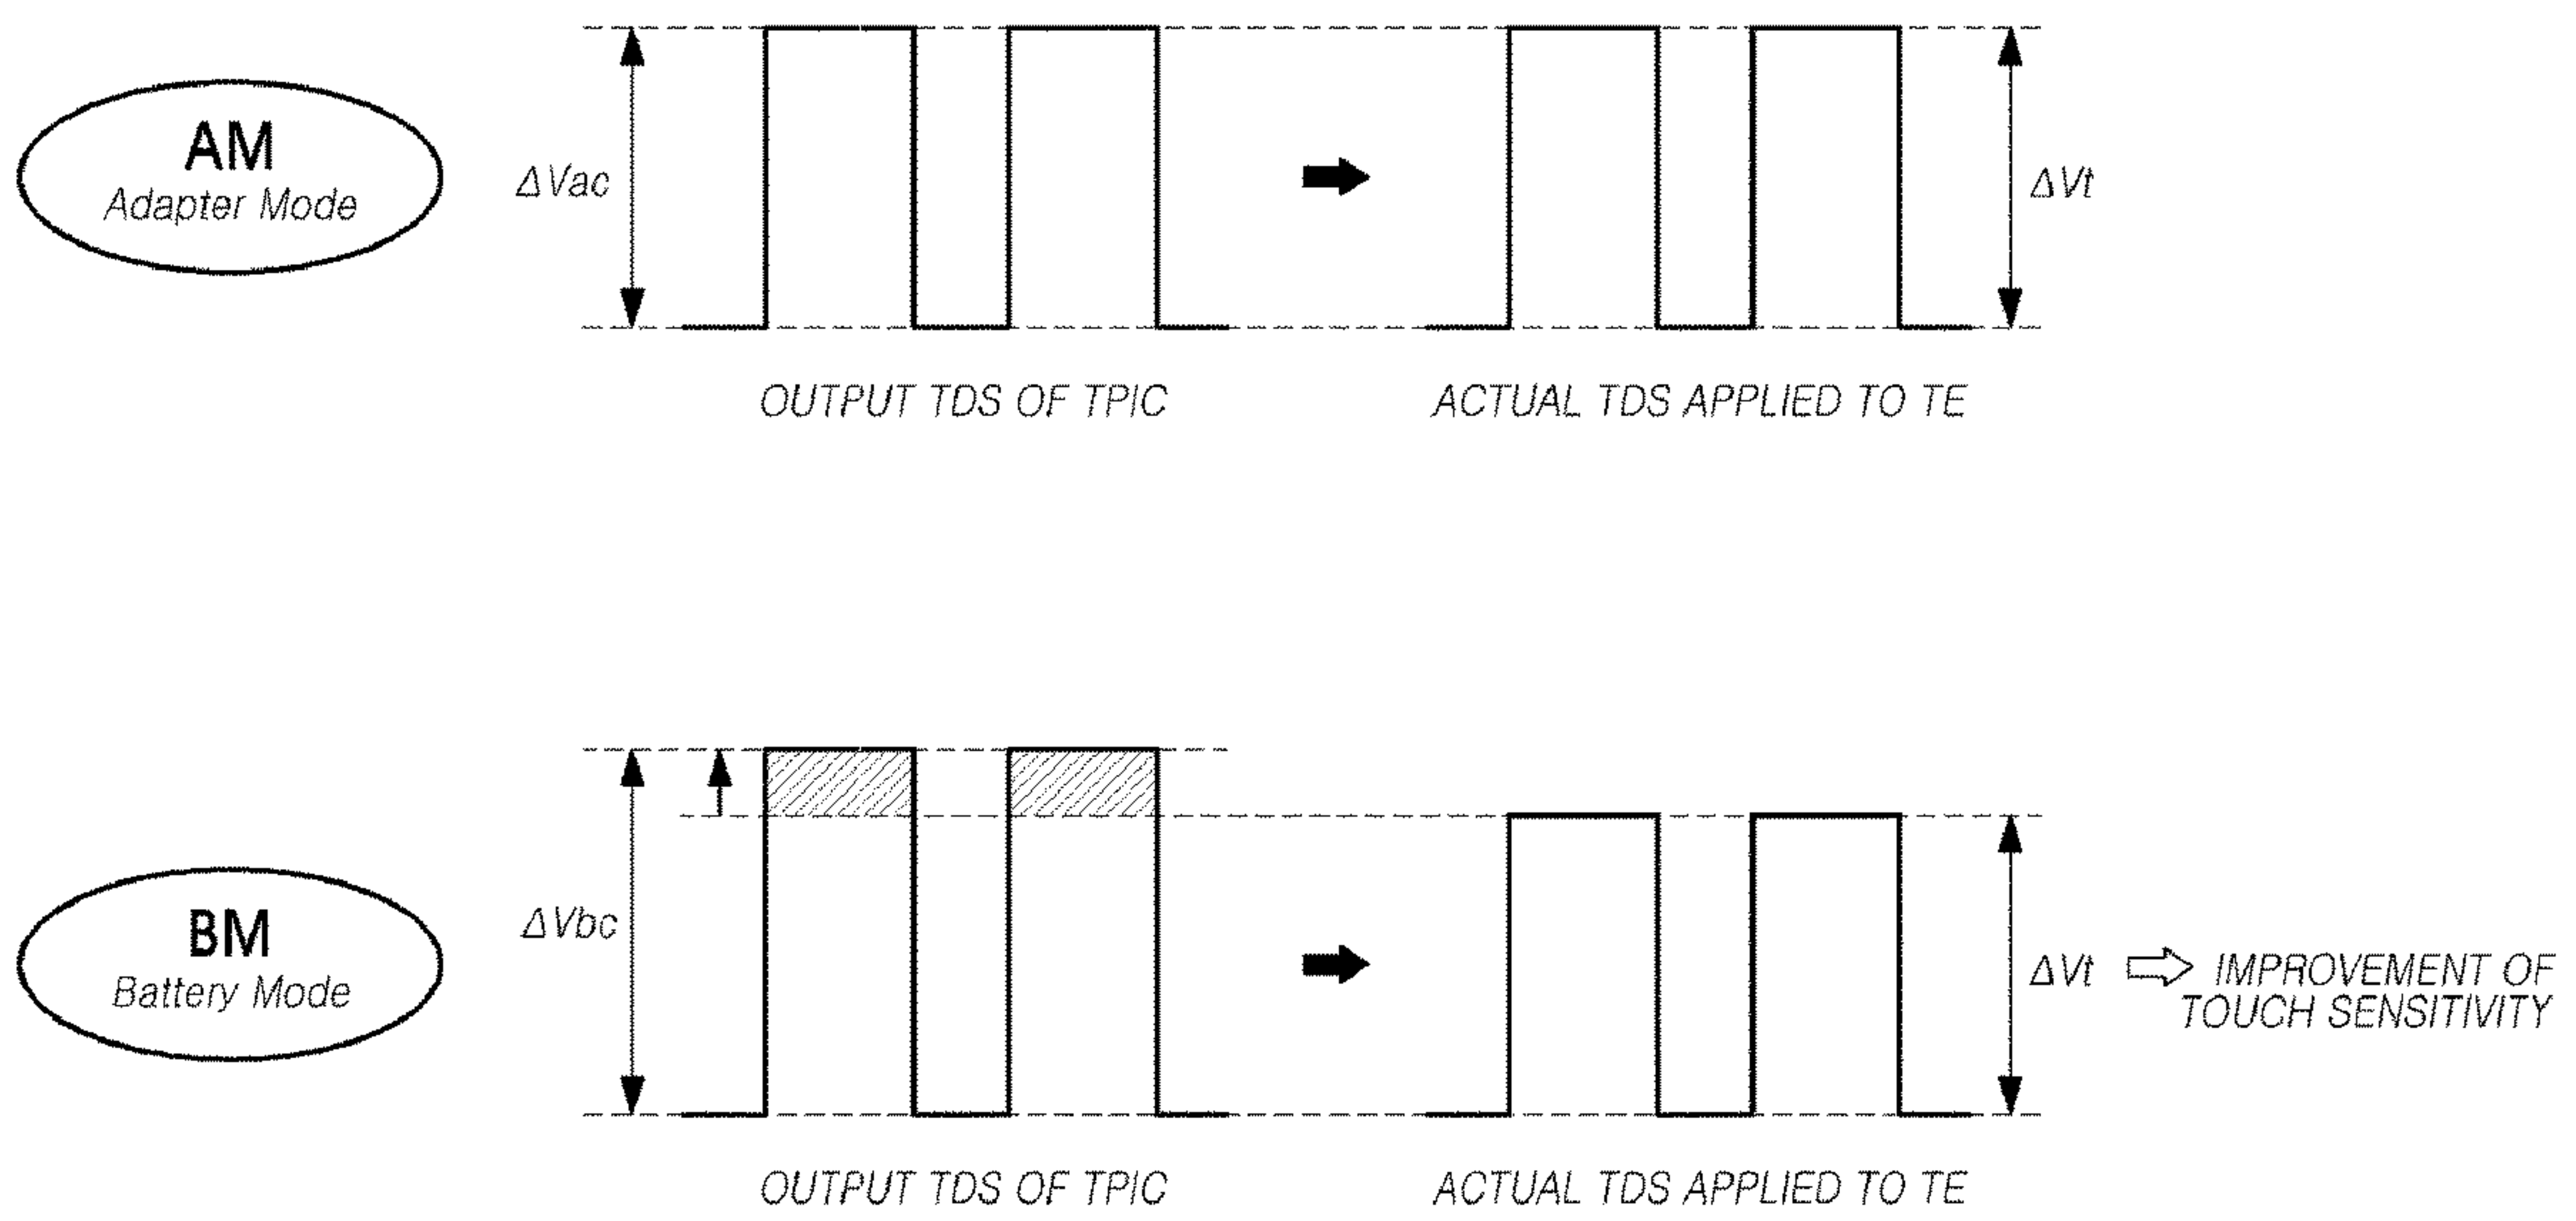 AM
Adapter Mode
ΔVac
ΔVt
OUTPUT TDS OF TPIC
ACTUAL TDS APPLIED TO TE
BM
Battery Mode
ΔVbc
ΔVt
IMPROVEMENT OF
TOUCH SENSITIVITY
OUTPUT TDS OF TPIC
ACTUAL TDS APPLIED TO TE